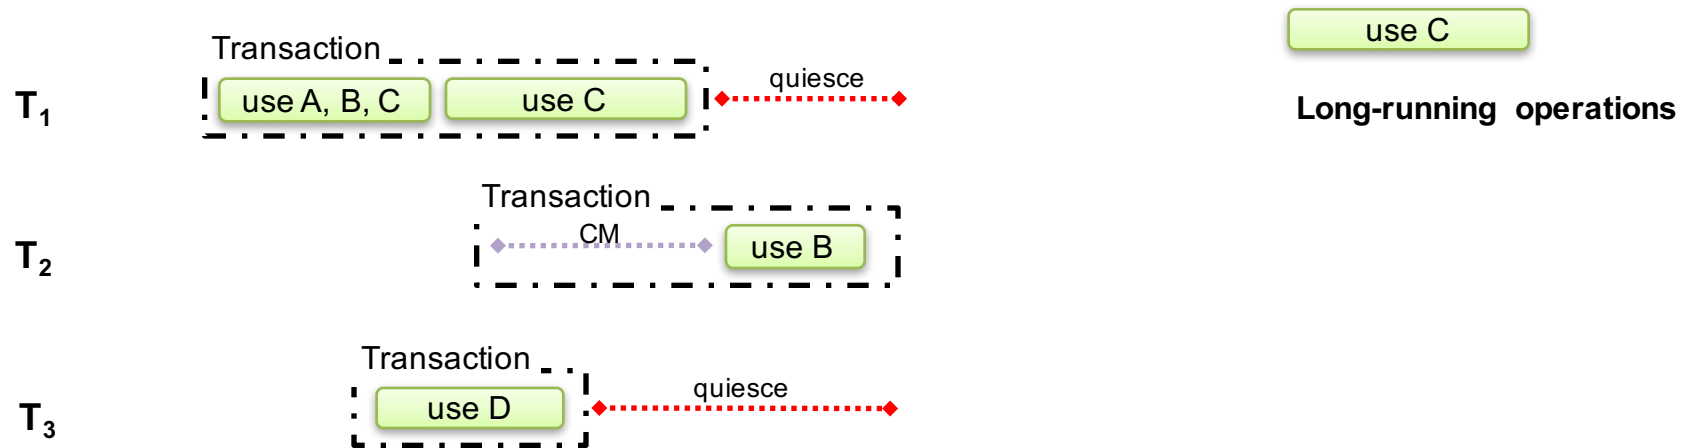 use C
Long-running operations
Transaction
T1
use A, B, C
use C
quiesce
Transaction
T2
CM
use B
Transaction
T3
use D
quiesce